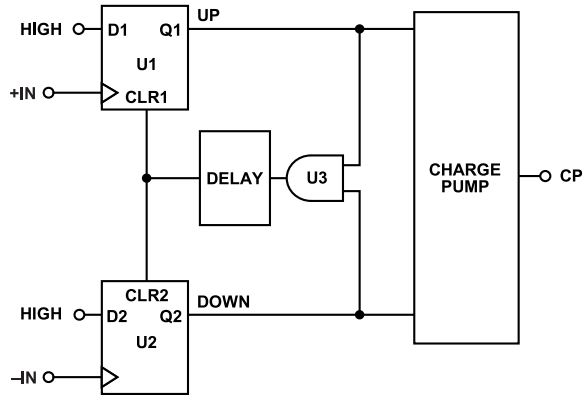 HIGH
D1
Q1
UP
U1
+IN
CLR1
DELAY
U3
CHARGE
PUMP
CP
CLR2
DOWN
HIGH
D2
Q2
U2
–IN